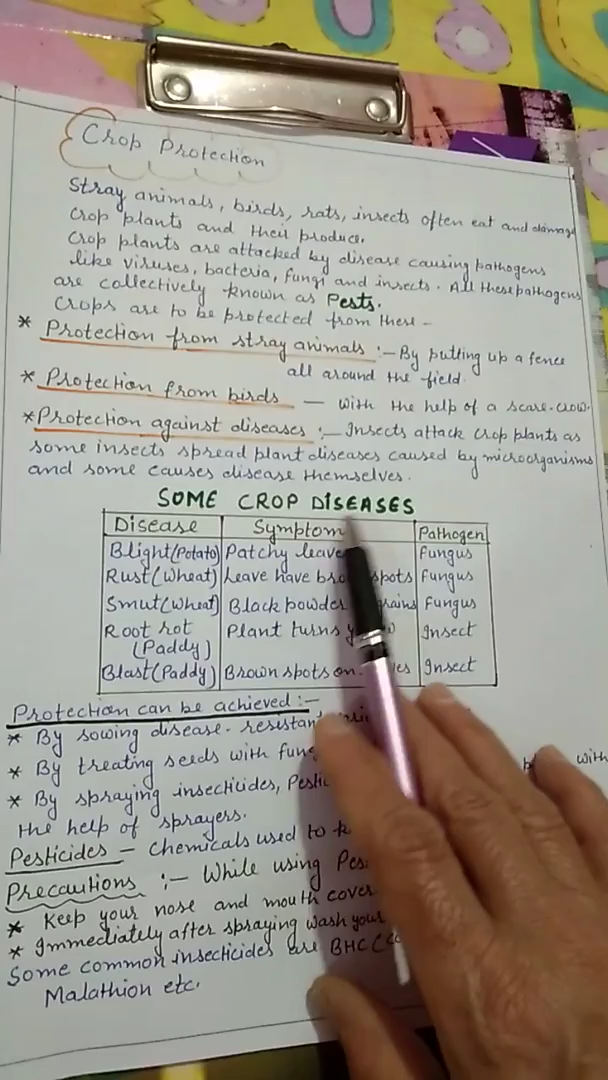 Crop Protection
Stray animals, birds, rats, insects often eat and damage
crop plants and their produce.
Crop plants are attacked by disease causing pathogens
like viruses, bacteria, fungi and insects. All these pathogens
are collectively known as Pests.
Crops are to be protected from these -
* Protection from stray animals :- By putting up a fence
all around the field.
* Protection from birds — with the help of a scare-crow.
* Protection against diseases :- Insects attack crop plants as
some insects spread plant diseases caused by microorganisms
and some causes disease themselves.
SOME CROP DISEASES
Disease Symptom Pathogen
Blight (Potato) Patchy leave Fungus
Rust (Wheat) Leave have spots Fungus
Smut (Wheat) Black powder grains Fungus
Root rot (Paddy) Plant turns Insect
Blast (Paddy) Brown spots on Insect
Protection can be achieved :-
* By sowing disease-resistant
* By treating seeds with with
* By spraying insecticides,
the help of sprayers.
Pesticides - Chemicals used to
Precautions :- While using
* Keep your nose and mouth cover
* Immediately after spraying wash your
Some common insecticides are BHC
Malathion etc.